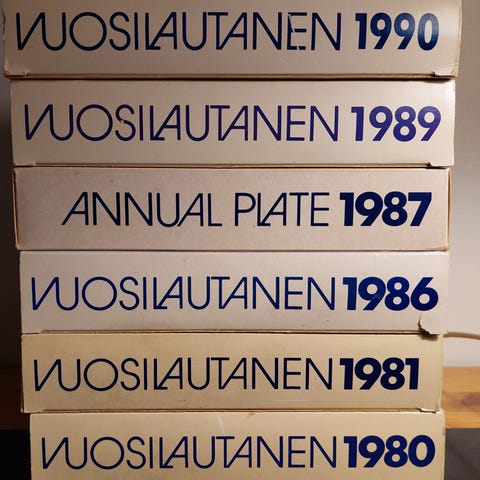 VUOSILAUTANEN 1990
VUOSILAUTANEN 1989
ANNUAL PLATE 1987
VUOSILAUTANEN 1986
VUOSILAUTANEN 1981
VUOSILAUTANEN 1980